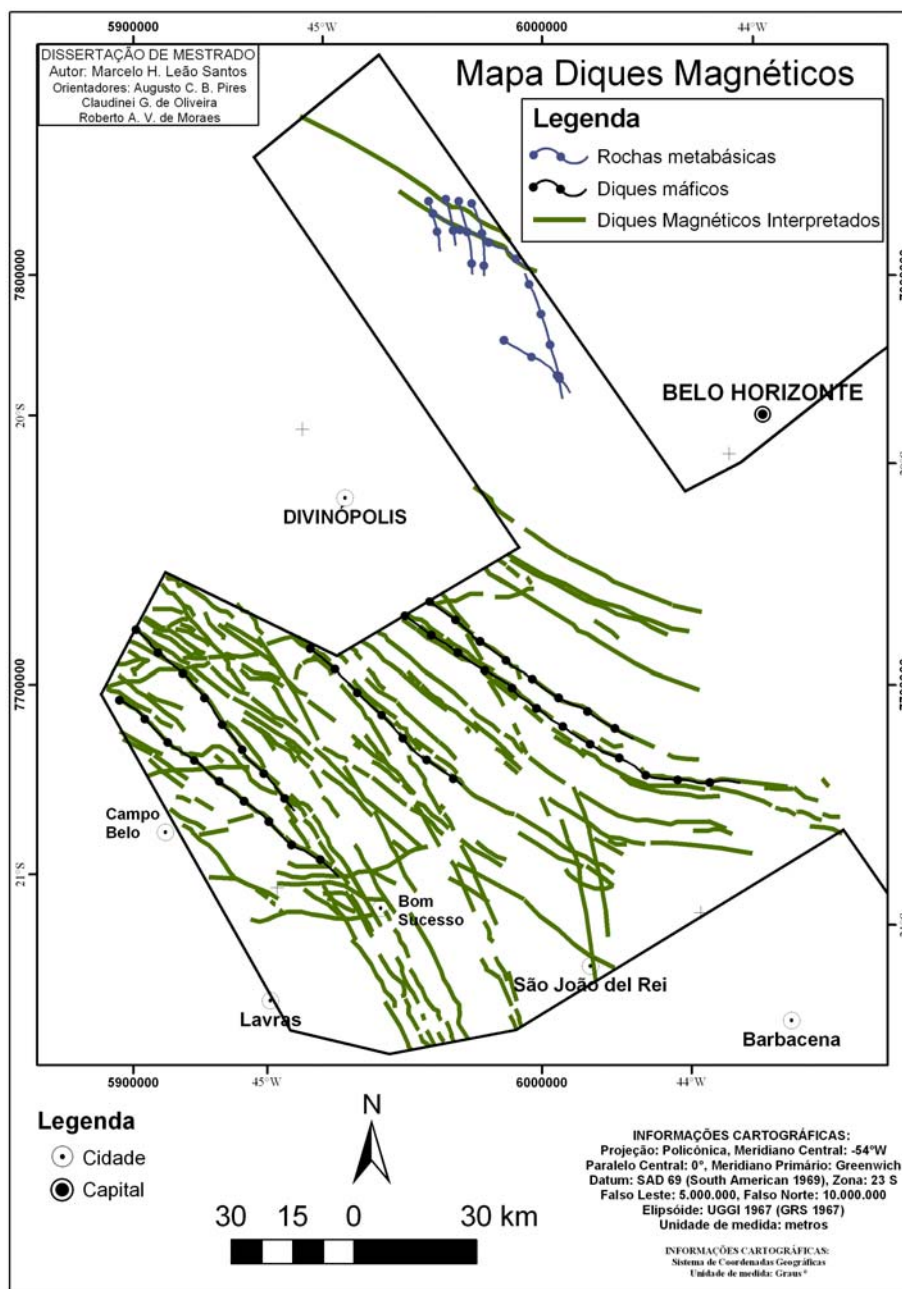 5900000
45°W
6000000
44°W
DISSERTAÇÃO DE MESTRADO
Autor: Marcelo H. Leão Santos
Orientadores: Augusto C. B. Pires
Claudinei G. de Oliveira
Roberto A. V. de Moraes
Mapa Diques Magnéticos
Legenda
Rochas metabásicas
Diques máficos
Diques Magnéticos Interpretados
7800000
BELO HORIZONTE
20°S
DIVINÓPOLIS
7700000
Campo
Belo
21°S
Bom
Sucesso
São João del Rei
Lavras
Barbacena
5900000
45°W
6000000
44°W
Legenda
Cidade
Capital
N
30 15 0 30 km
INFORMAÇÕES CARTOGRÁFICAS:
Projeção: Policônica, Meridiano Central: -54°W
Paralelo Central: 0°, Meridiano Primário: Greenwich
Datum: SAD 69 (South American 1969), Zona: 23 S
Falso Leste: 5.000.000, Falso Norte: 10.000.000
Elipsóide: UGGI 1967 (GRS 1967)
Unidade de medida: metros
INFORMAÇÕES CARTOGRÁFICAS:
Sistema de Coordenadas Geográficas
Unidade de medida: Graus°